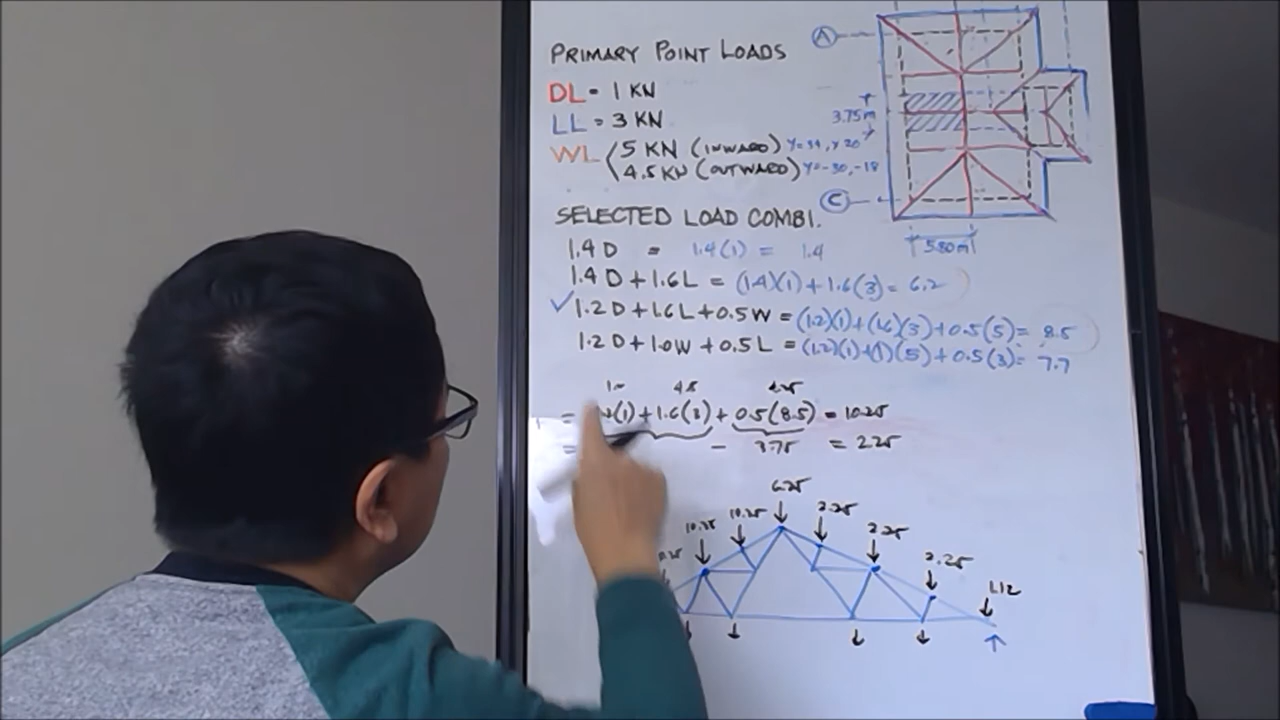 PRIMARY POINT LOADS
DL = 1 KN
LL = 3 KN
WL 5 KN (INWARD)
4.5 KN (OUTWARD) Y=-30, -18
A
3.75m
C
5.80m
SELECTED LOAD COMBI.
1.4 D = 1.4(1) = 1.4
1.4 D + 1.6 L = (1.4)(1) + 1.6(3) = 6.2
✓ 1.2 D + 1.6 L + 0.5 W = (1.2)(1) + (1.6)(3) + 0.5(5) = 8.5
1.2 D + 1.0W + 0.5 L = (1.2)(1) + (1)(5) + 0.5(3) = 7.7
4.8
(1) + 1.6(3) + 0.5(8.5) = 10.25
= - 3.75 = 2.25
6.25
10.25 10.25 2.25
2.25
2.25
1.12